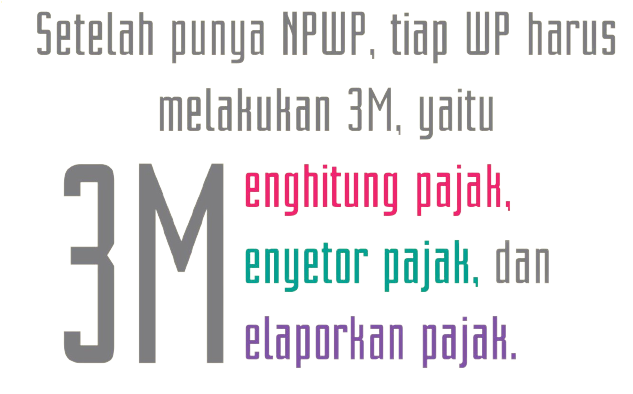 Setelah punya NPWP, tiap WP harus
melakukan 3M, yaitu
3M
enghitung pajak,
enyetor pajak, dan
elaporkan pajak.